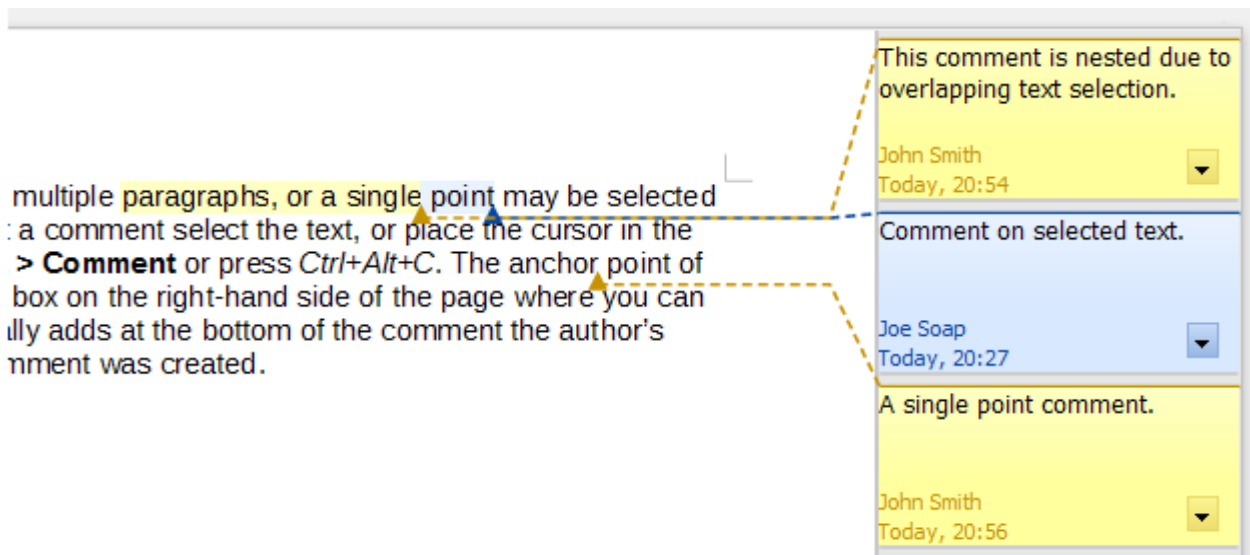 multiple paragraphs, or a single point may be selected
a comment select the text, or place the cursor in the
> Comment or press Ctrl+Alt+C. The anchor point of
box on the right-hand side of the page where you can
adds at the bottom of the comment the author's
was created.
This comment is nested due to
overlapping text selection.
John Smith
Today, 20:54
Comment on selected text.
Joe Soap
Today, 20:27
A single point comment.
John Smith
Today, 20:56